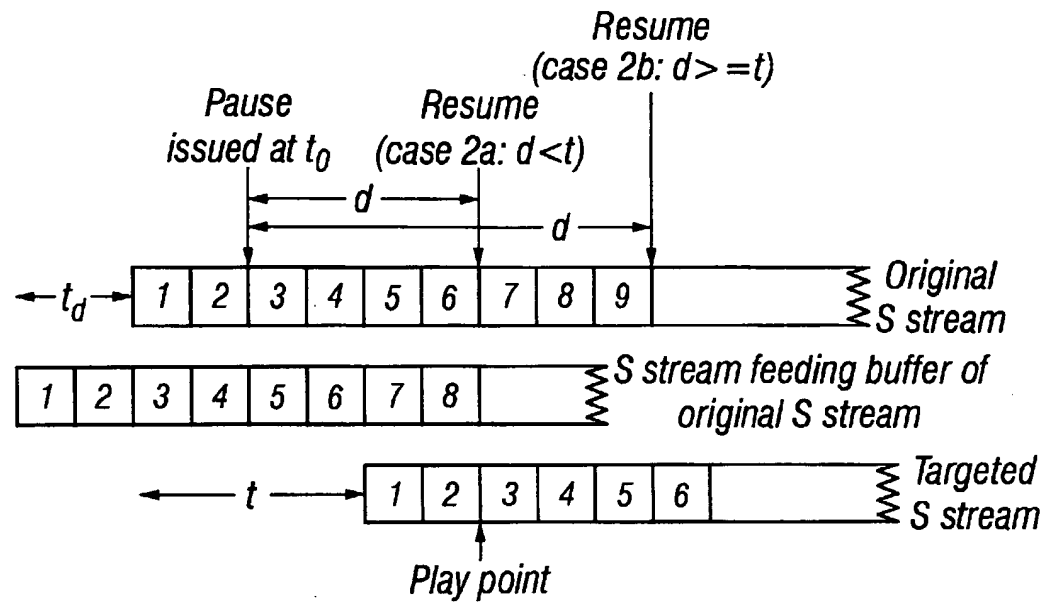 Resume
(case 2b: d>=t)
Pause
issued at t0
Resume
(case 2a: d<t)
d
d
td
1 2 3 4 5 6 7 8 9
Original
S stream
1 2 3 4 5 6 7 8
S stream feeding buffer of
original S stream
t
1 2 3 4 5 6
Targeted
S stream
Play point